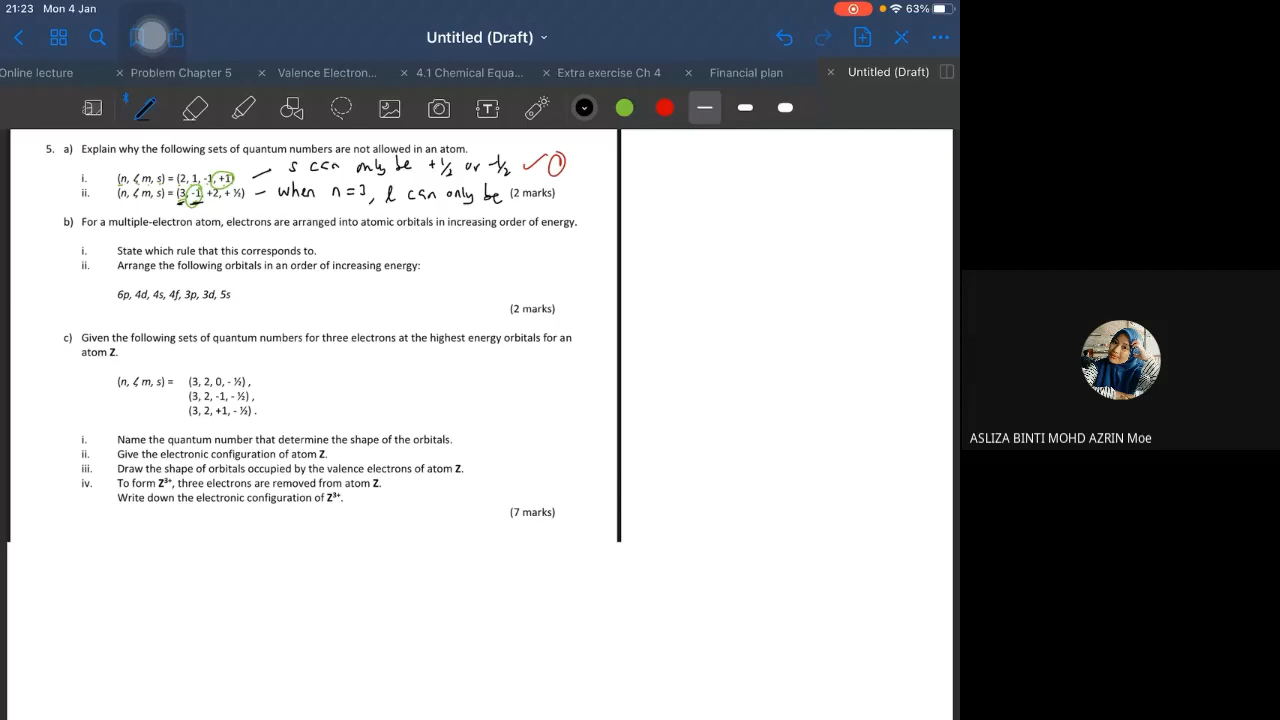 21:23 Mon 4 Jan
63%
Untitled (Draft)
Online lecture
Problem Chapter 5
Valence Electron...
4.1 Chemical Equa...
Extra exercise Ch 4
Financial plan
Untitled (Draft)
5. a) Explain why the following sets of quantum numbers are not allowed in an atom.
s can only be +½ or -½ ①
i. (n, ℓ, m, s) = (2, 1, -1, +1)
ii. (n, ℓ, m, s) = (3, -1, +2, + ½) – when n=3, l can only be (2 marks)
b) For a multiple-electron atom, electrons are arranged into atomic orbitals in increasing order of energy.
i. State which rule that this corresponds to.
ii. Arrange the following orbitals in an order of increasing energy:
6p, 4d, 4s, 4f, 3p, 3d, 5s
(2 marks)
c) Given the following sets of quantum numbers for three electrons at the highest energy orbitals for an
atom Z.
(n, ℓ, m, s) = (3, 2, 0, - ½) ,
(3, 2, -1, - ½) ,
(3, 2, +1, - ½) .
i. Name the quantum number that determine the shape of the orbitals.
ii. Give the electronic configuration of atom Z.
iii. Draw the shape of orbitals occupied by the valence electrons of atom Z.
iv. To form Z³⁺, three electrons are removed from atom Z.
Write down the electronic configuration of Z³⁺.
(7 marks)
ASLIZA BINTI MOHD AZRIN Moe